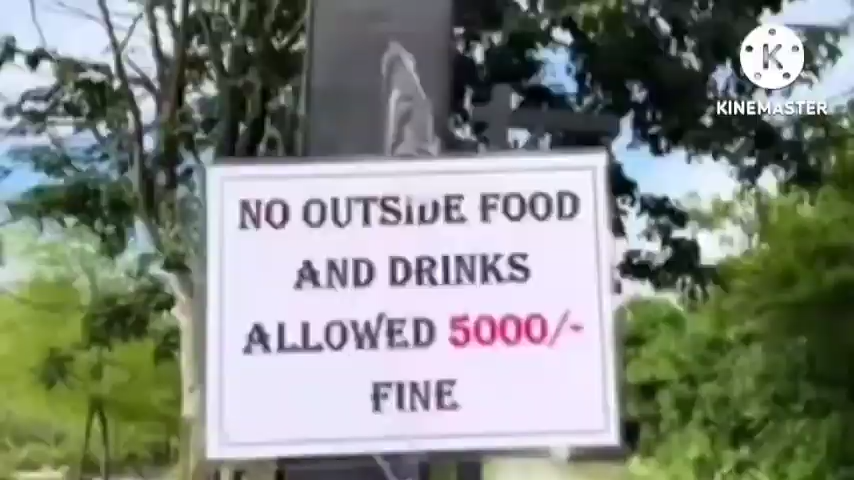 K
KINEMASTER
NO OUTSIDE FOOD
AND DRINKS
ALLOWED 5000/-
FINE